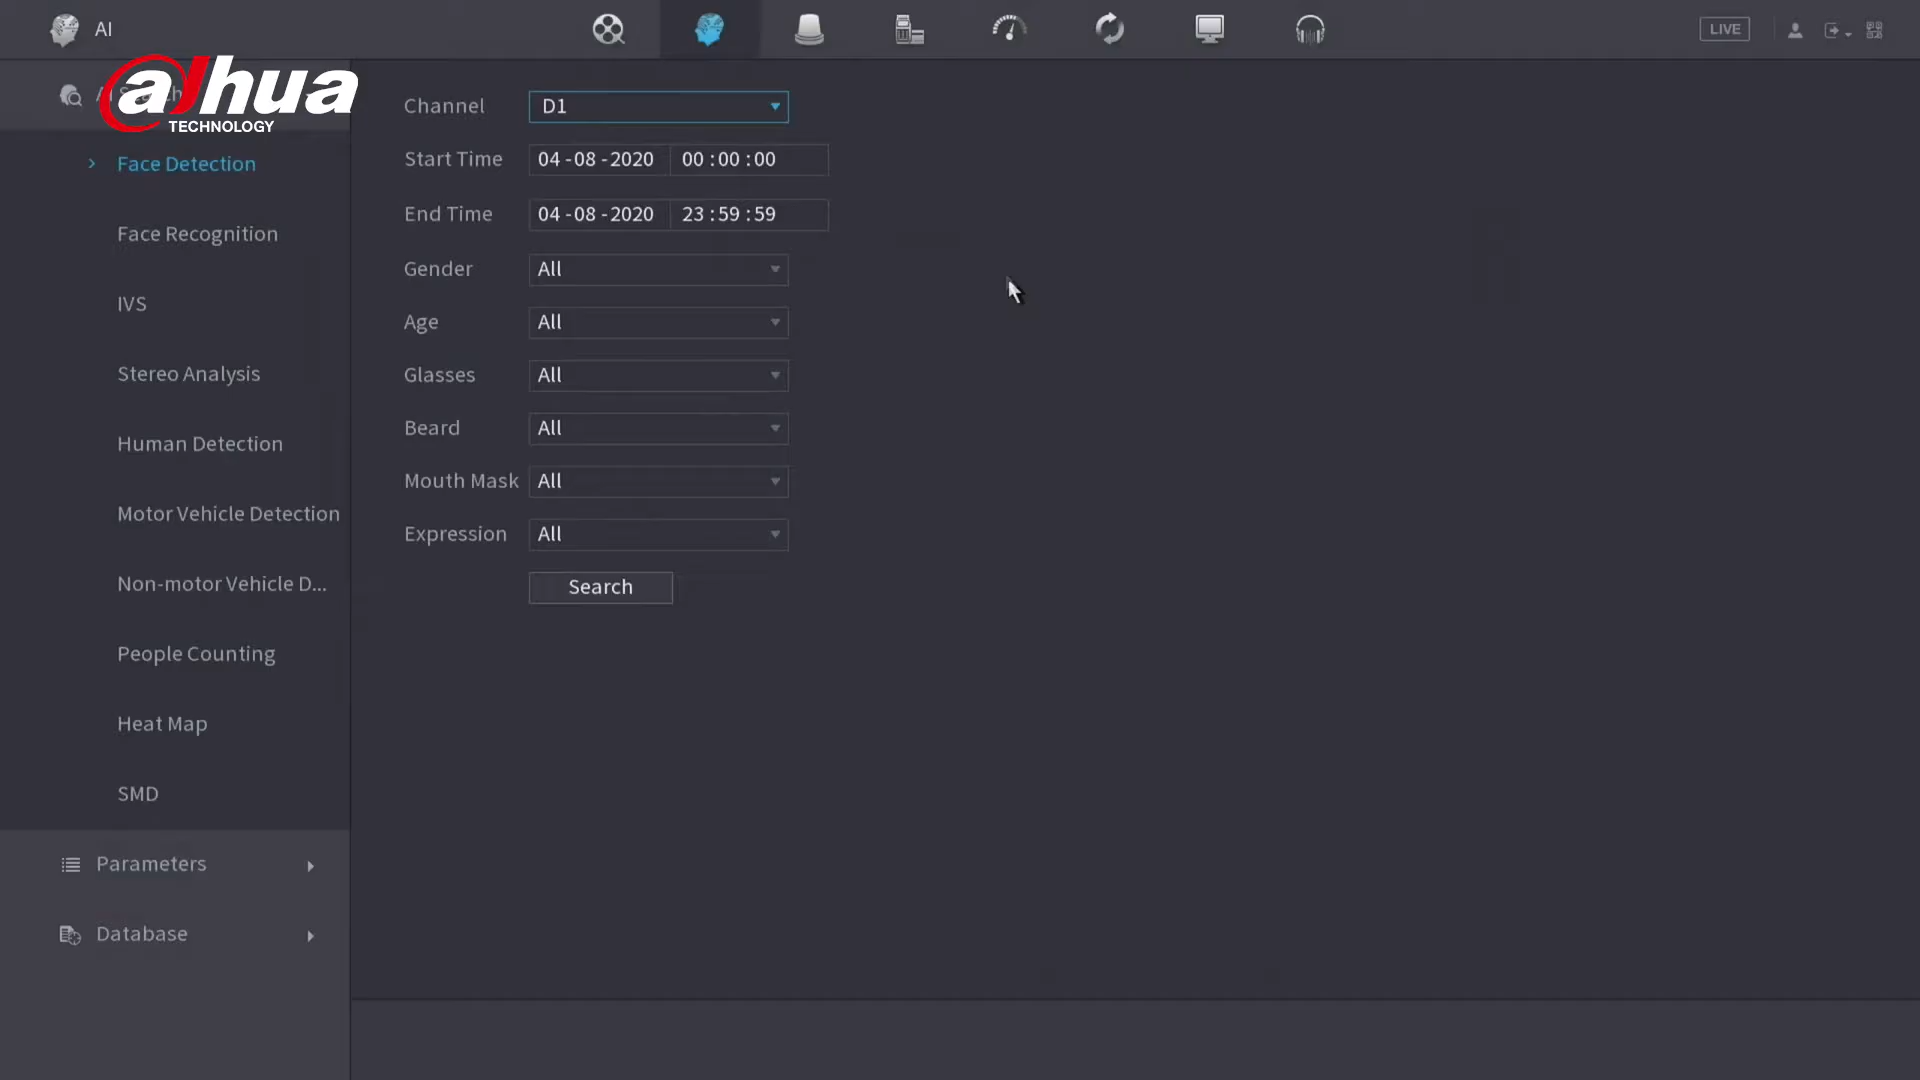 AI
LIVE
alhua
TECHNOLOGY
Face Detection
Face Recognition
IVS
Stereo Analysis
Human Detection
Motor Vehicle Detection
Non-motor Vehicle D...
People Counting
Heat Map
SMD
Parameters
Database
Channel D1
Start Time 04 -08 -2020 00 : 00 : 00
End Time 04 -08 -2020 23 : 59 : 59
Gender All
Age All
Glasses All
Beard All
Mouth Mask All
Expression All
Search